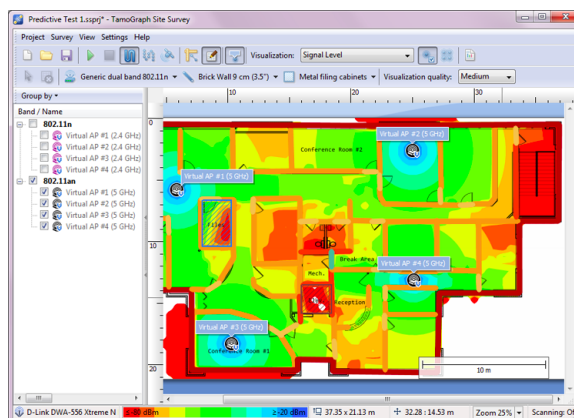 Predictive Test 1.ssprj* - TamoGraph Site Survey
Project Survey View Settings Help
Visualization: Signal Level
Generic dual band 802.11n Brick Wall 9 cm (3.5") Metal filing cabinets Visualization quality: Medium
Group by
Band / Name
802.11n
Virtual AP #1 (2.4 GHz)
Virtual AP #2 (2.4 GHz)
Virtual AP #3 (2.4 GHz)
Virtual AP #4 (2.4 GHz)
802.11an
Virtual AP #1 (5 GHz)
Virtual AP #2 (5 GHz)
Virtual AP #3 (5 GHz)
Virtual AP #4 (5 GHz)
10 20 30
0
10
20
Virtual AP #2 (5 GHz)
Conference Room #2
Virtual AP #1 (5 GHz)
Files
Break Area
Virtual AP #4 (5 GHz)
Mech.
Reception
Virtual AP #3 (5 GHz)
Conference Room #1
10 m
D-Link DWA-556 Xtreme N ≤-80 dBm ≥-20 dBm 37.35 x 21.13 m 32.28 : 14.53 m Zoom 25% Scanning: